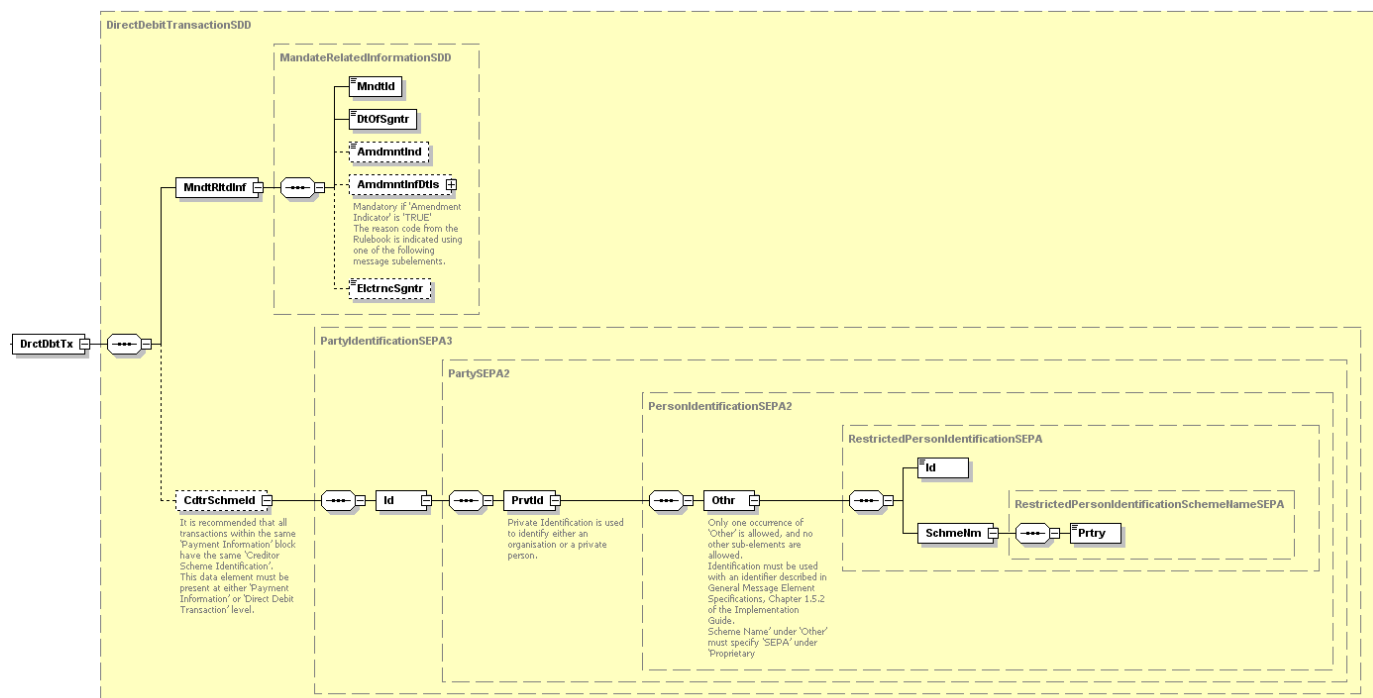 DirectDebitTransactionSDD
MandateRelatedInformationSDD
MndtId
DtOfSgntr
AmdmntInd
MndtRltdInf
AmdmntInfDtls
Mandatory if 'Amendment
Indicator' is 'TRUE'
The reason code from the
Rulebook is indicated using
one of the following
message subelements.
ElctrncSgntr
DrctDbtTx
PartyIdentificationSEPA3
PartySEPA2
PersonIdentificationSEPA2
RestrictedPersonIdentificationSEPA
Id
CdtrSchmeId
Id
PrvtId
Othr
RestrictedPersonIdentificationSchemeNameSEPA
SchmeNm
Prtry
It is recommended that all
transactions within the same
'Payment Information' block
have the same 'Creditor
Scheme Identification'.
This data element must be
present at either 'Payment
Information' or 'Direct Debit
Transaction' level.
Private Identification is used
to identify either an
organisation or a private
person.
Only one occurrence of
'Other' is allowed, and no
other sub-elements are
allowed.
Identification must be used
with an identifier described in
General Message Element
Specifications, Chapter 1.5.2
of the Implementation
Guide.
Scheme Name' under 'Other'
must specify 'SEPA' under
'Proprietary